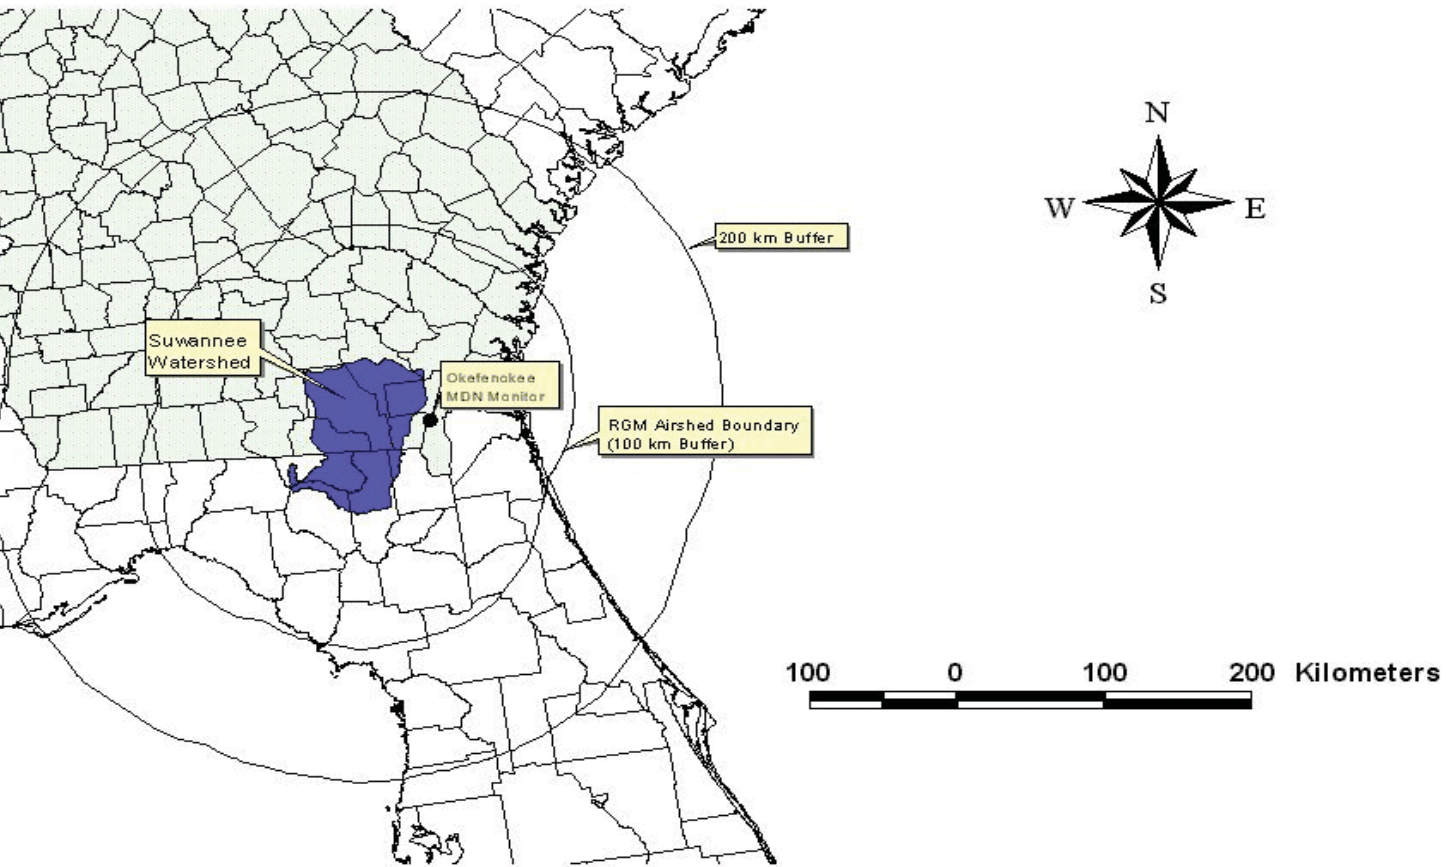 N
W
E
S
200 km Buffer
Suwannee
Watershed
Okefenokee
MDN Monitor
RGM Airshed Boundary
(100 km Buffer)
100 0 100 200 Kilometers